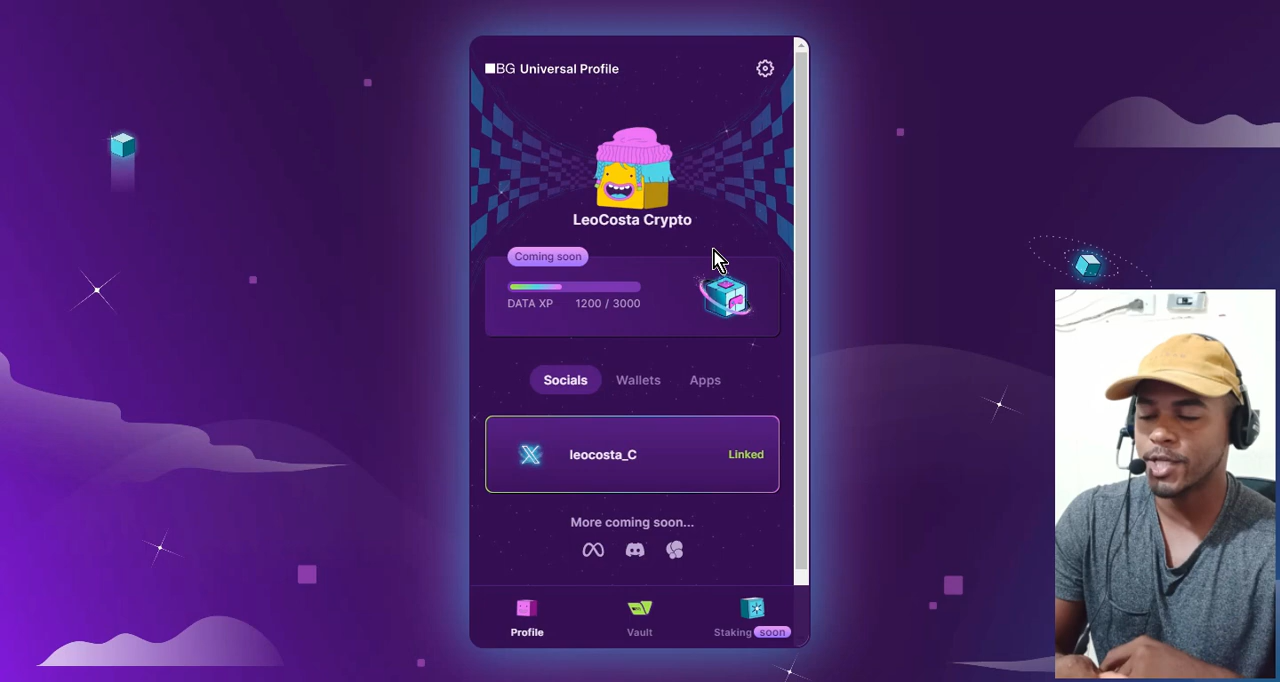 BG Universal Profile
LeoCosta Crypto
Coming soon
DATA XP 1200 / 3000
Socials Wallets Apps
leocosta_C Linked
More coming soon...
Profile Vault Staking soon